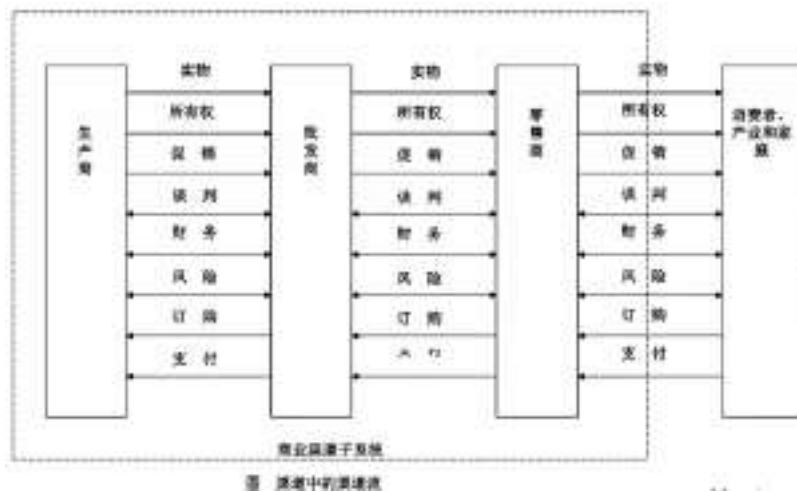 实物 实物 实物
所有权 所有权 所有权
促销 促销 促销
谈判 谈判 谈判
财务 财务 财务
风险 风险 风险
订购 订购 订购
支付 支付
生产商
批发商
零售商
消费者、
产业和家
庭
商业渠道子系统
图 渠道中的渠道流